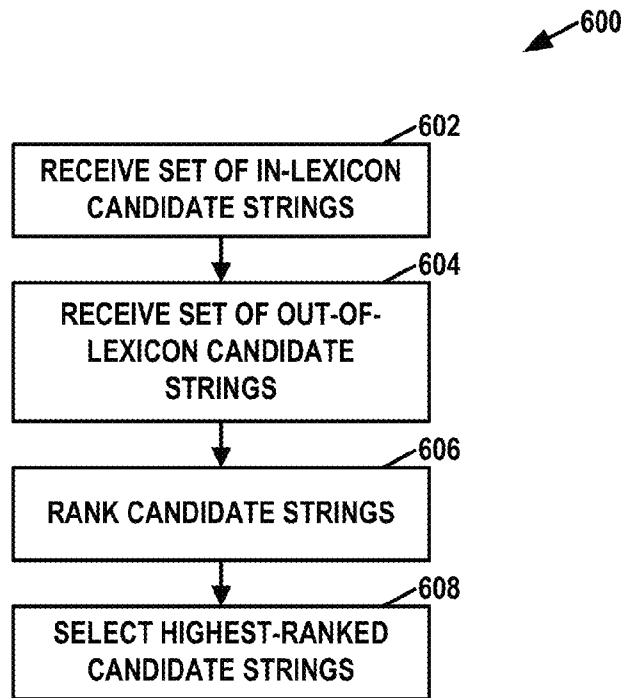 600
602
RECEIVE SET OF IN-LEXICON
CANDIDATE STRINGS
604
RECEIVE SET OF OUT-OF-
LEXICON CANDIDATE
STRINGS
606
RANK CANDIDATE STRINGS
608
SELECT HIGHEST-RANKED
CANDIDATE STRINGS